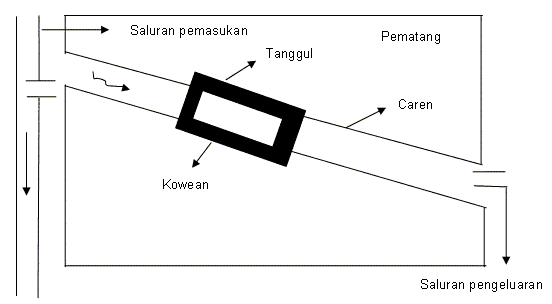 Saluran pemasukan
Pematang
Tanggul
Caren
Kowean
Saluran pengeluaran